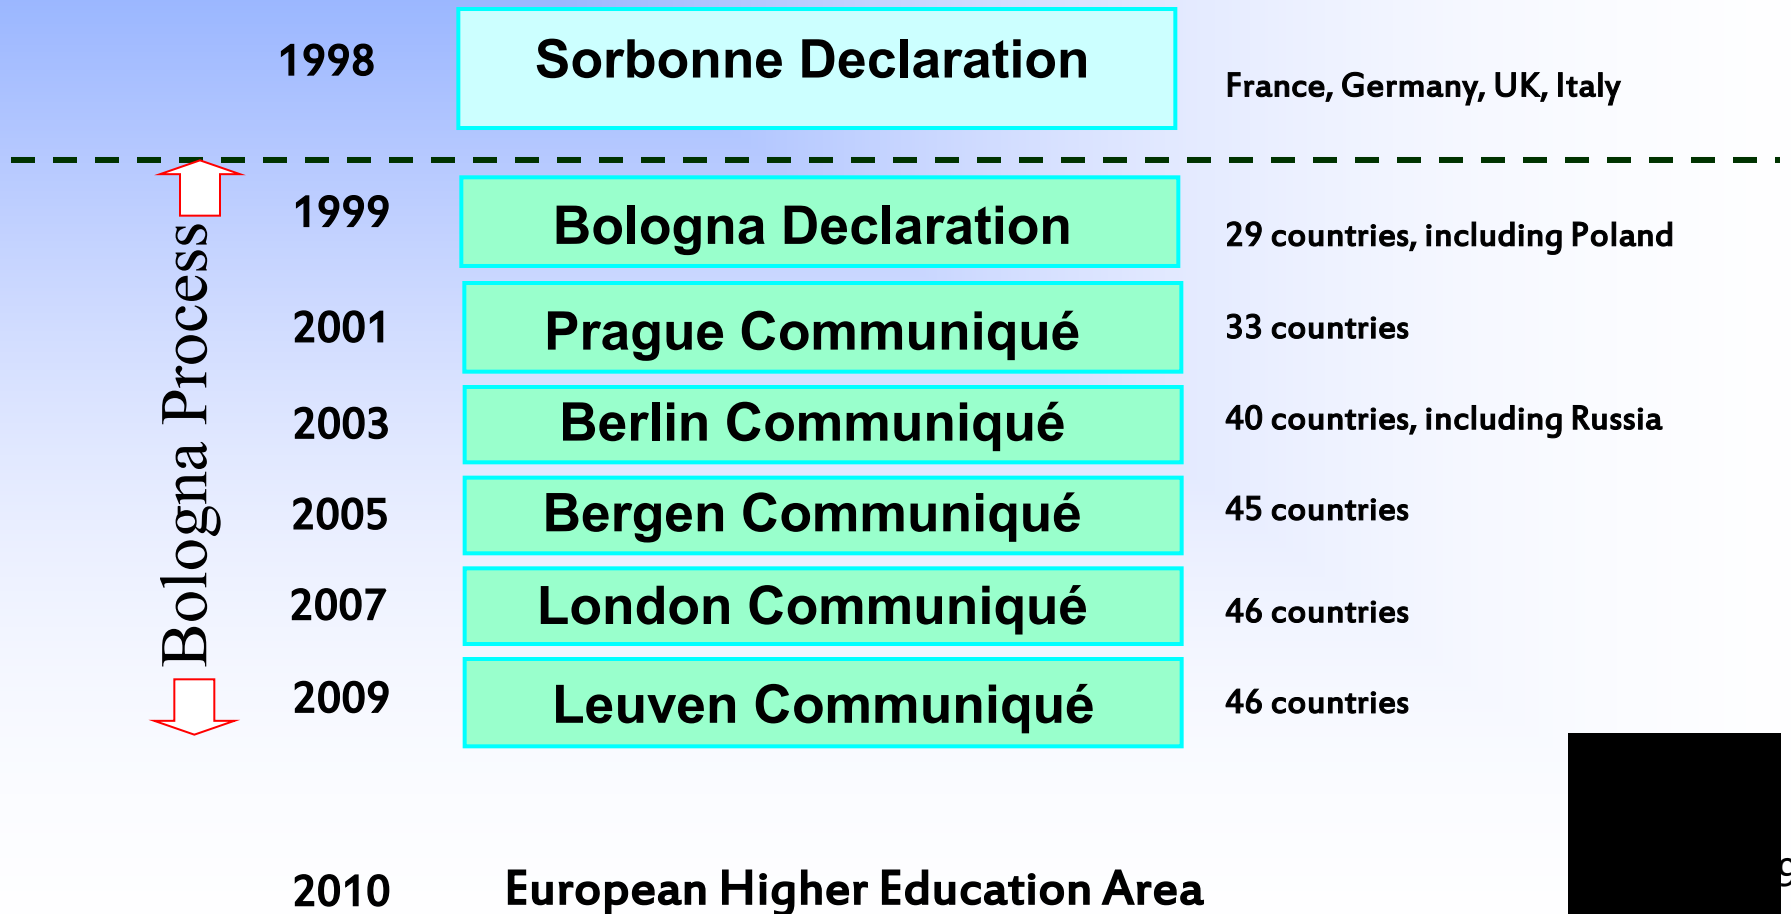 1998 Sorbonne Declaration France, Germany, UK, Italy
Bologna Process
1999 Bologna Declaration 29 countries, including Poland
2001 Prague Communiqué 33 countries
2003 Berlin Communiqué 40 countries, including Russia
2005 Bergen Communiqué 45 countries
2007 London Communiqué 46 countries
2009 Leuven Communiqué 46 countries
2010 European Higher Education Area